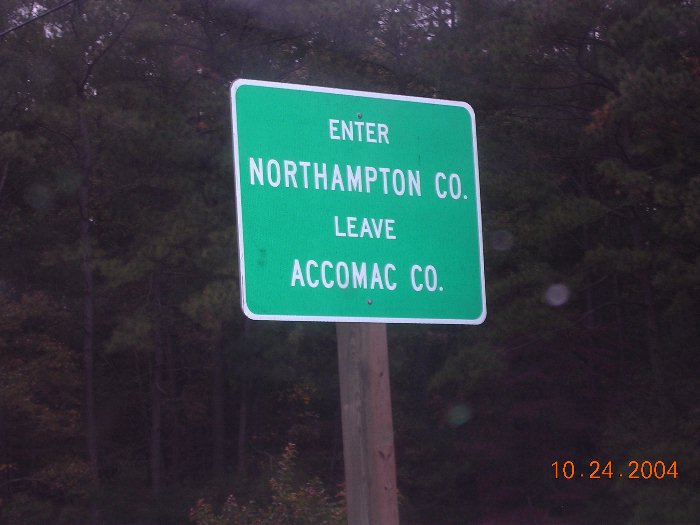 ENTER
NORTHAMPTON CO.
LEAVE
ACCOMAC CO.
10.24.2004